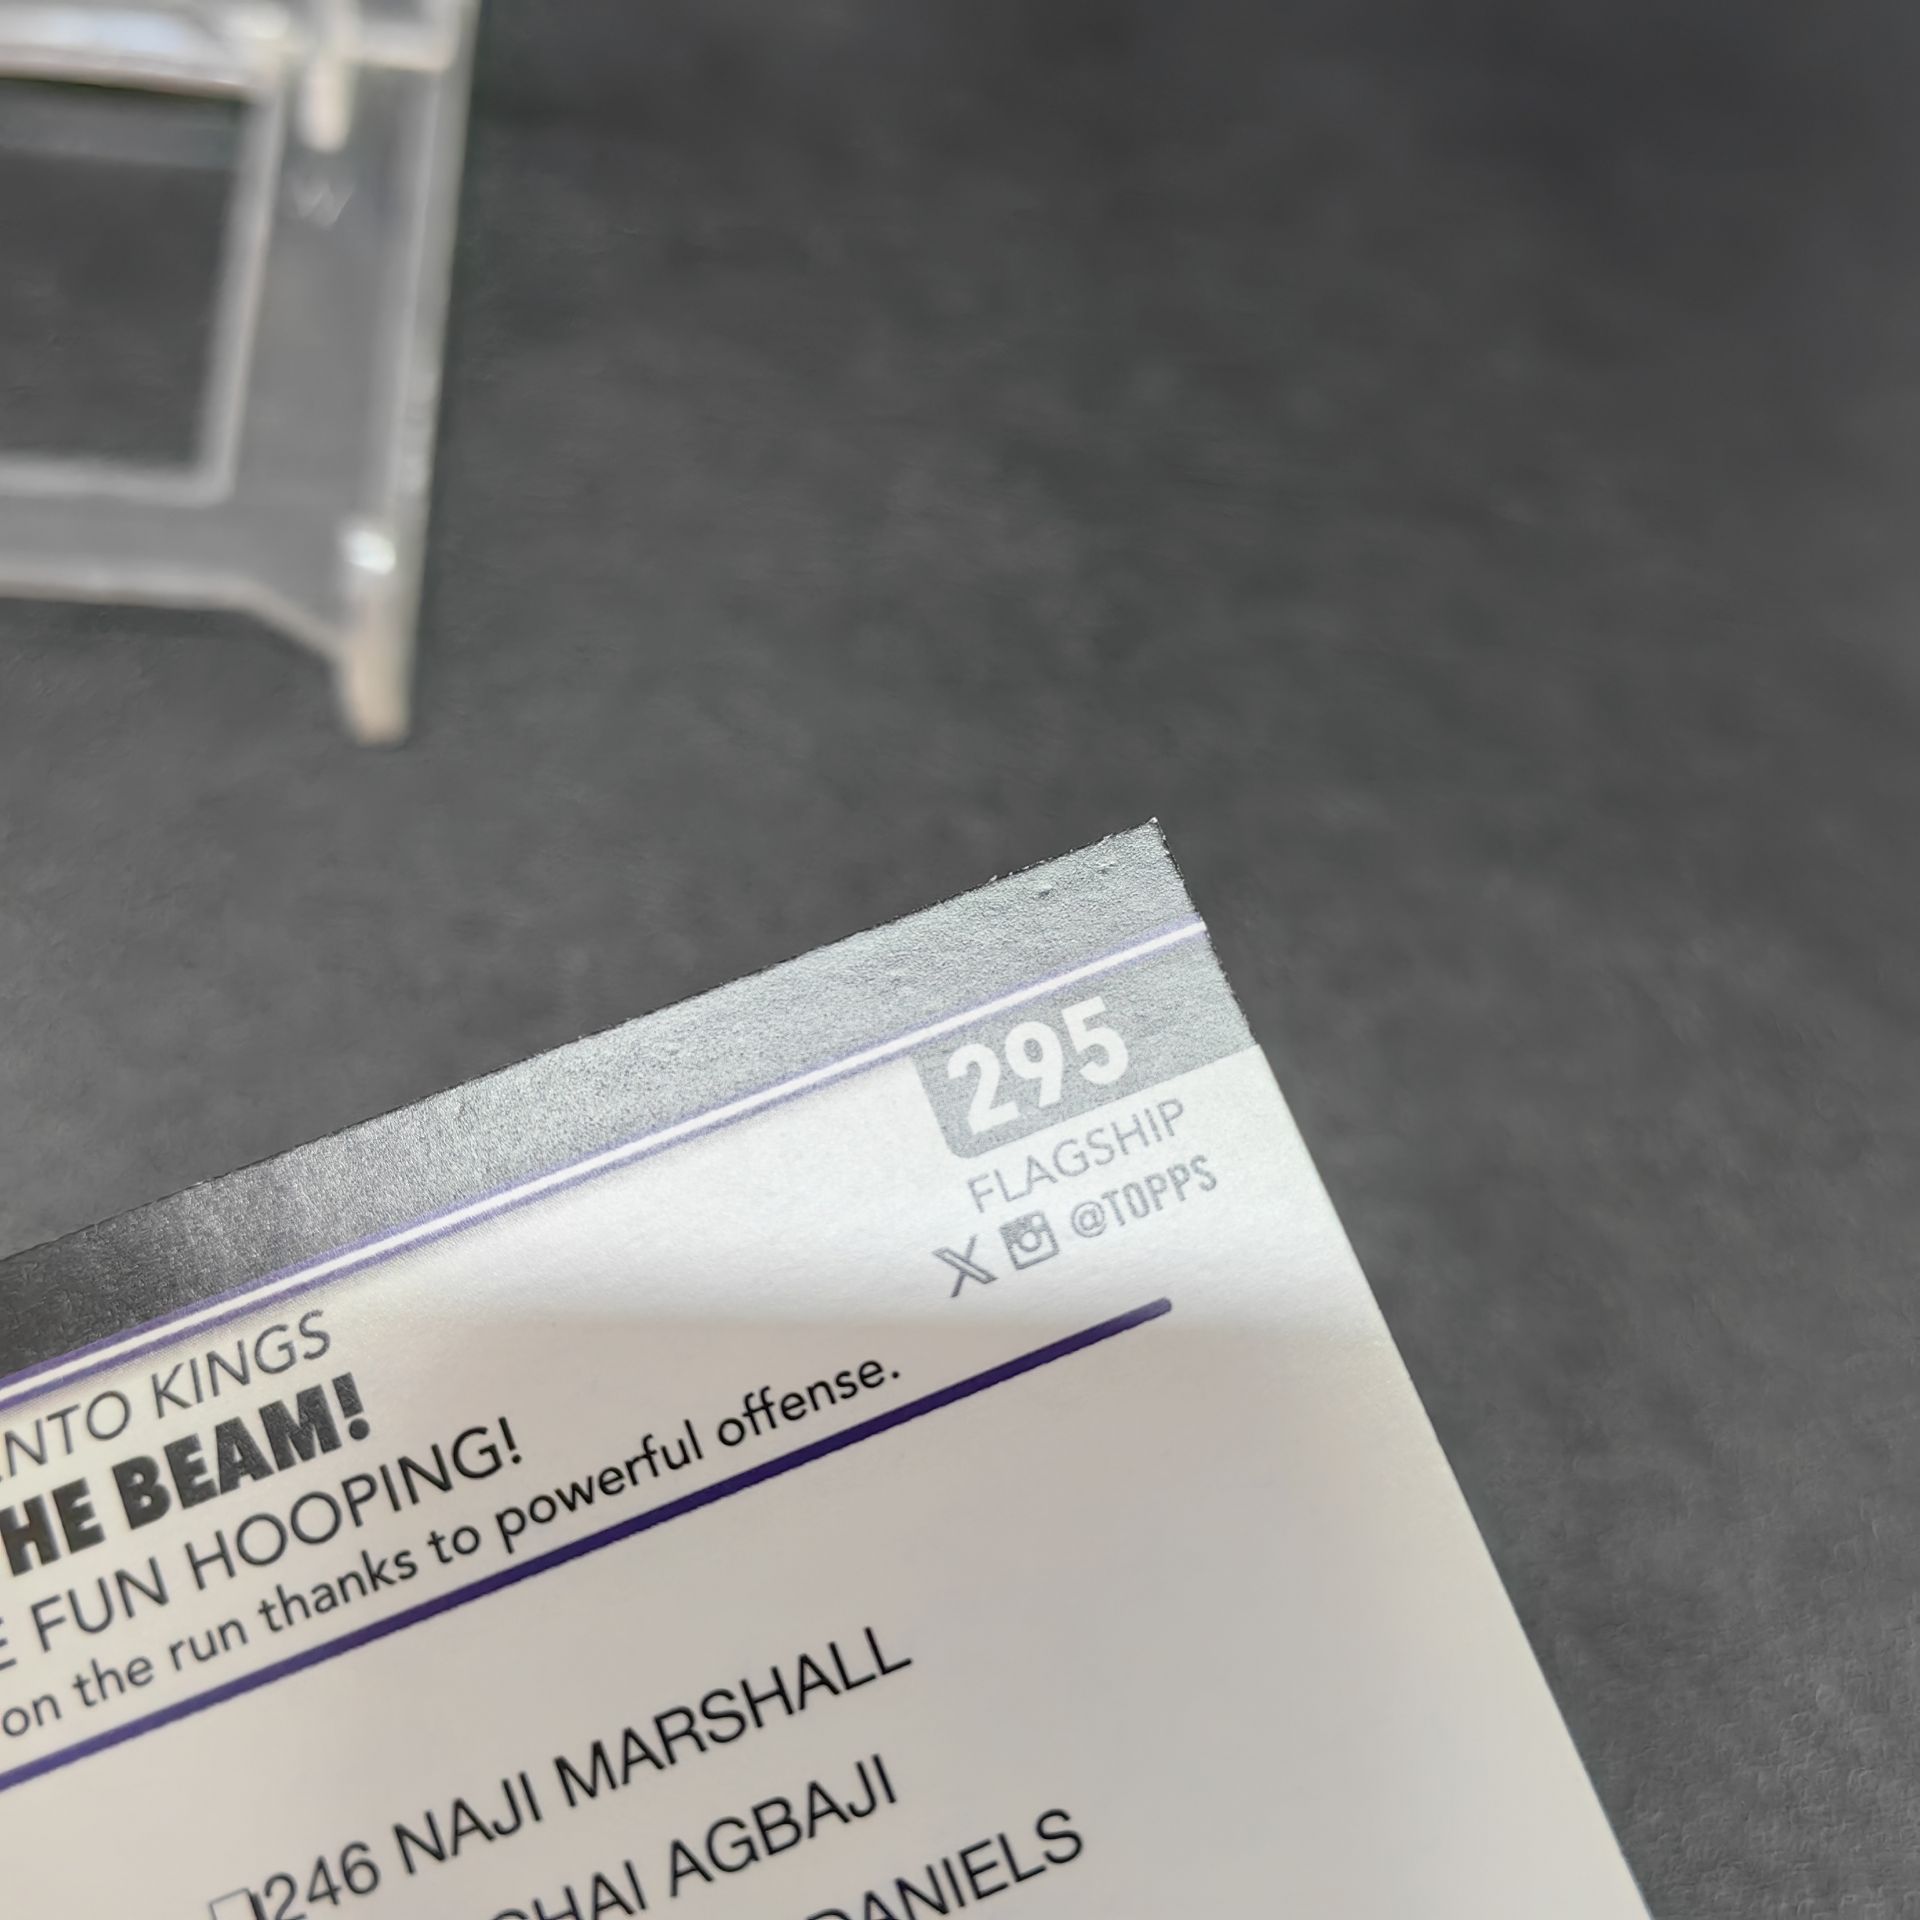 295
FLAGSHIP
X @TOPPS
NTO KINGS
HE BEAM!
FUN HOOPING!
on the run thanks to powerful offense.
246 NAJI MARSHALL
HAI AGBAJI
DANIELS